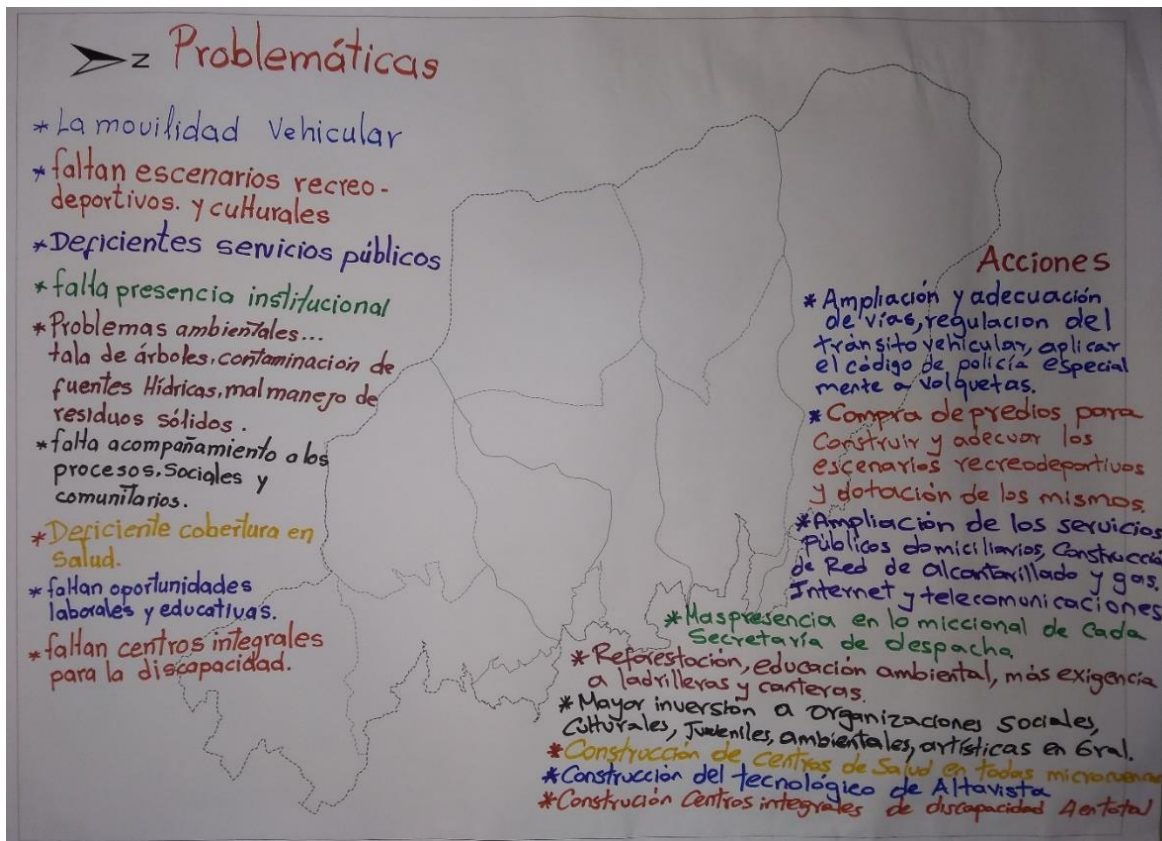 Z Problemáticas
* La movilidad Vehicular
* faltan escenarios recreo-
deportivos. y culturales
* Deficientes servicios públicos
* falta presencia institucional
* Problemas ambientales...
tala de árboles, contaminacion de
fuentes Hídricas, mal manejo de
residuos sólidos.
* falta acompañamiento a los
procesos, Sociales y
comunitarios.
* Deficiente cobertura en
Salud.
* faltan oportunidades
laborales y educativas.
* faltan centros integrales
para la discapacidad.
Acciones
* Ampliación y adecuación
de vías, regulacion del
tránsito vehicular, aplicar
el código de policía especial
mente a volquetas.
* Compra de predios para
Construir y adecuar los
escenarios recreodeportivos
y dotación de los mismos.
* Ampliación de los servicios
Públicos domiciliarios, Construcció
de Red de alcantarillado y gas.
Internet y telecomunicaciones
* Mas presencia en lo miccional de cada
Secretaría de despacho
* Reforestación, educación ambiental, más exigencia
a ladrilleras y canteras.
* Mayor inversión a organizaciones sociales,
Culturales, Juveniles, ambientales, artísticas en Gral.
* Construcción de centros de Salud en todas
* Construcción del tecnológico de Altavista
* Construción Centros integrales de discapacidad 4 en total